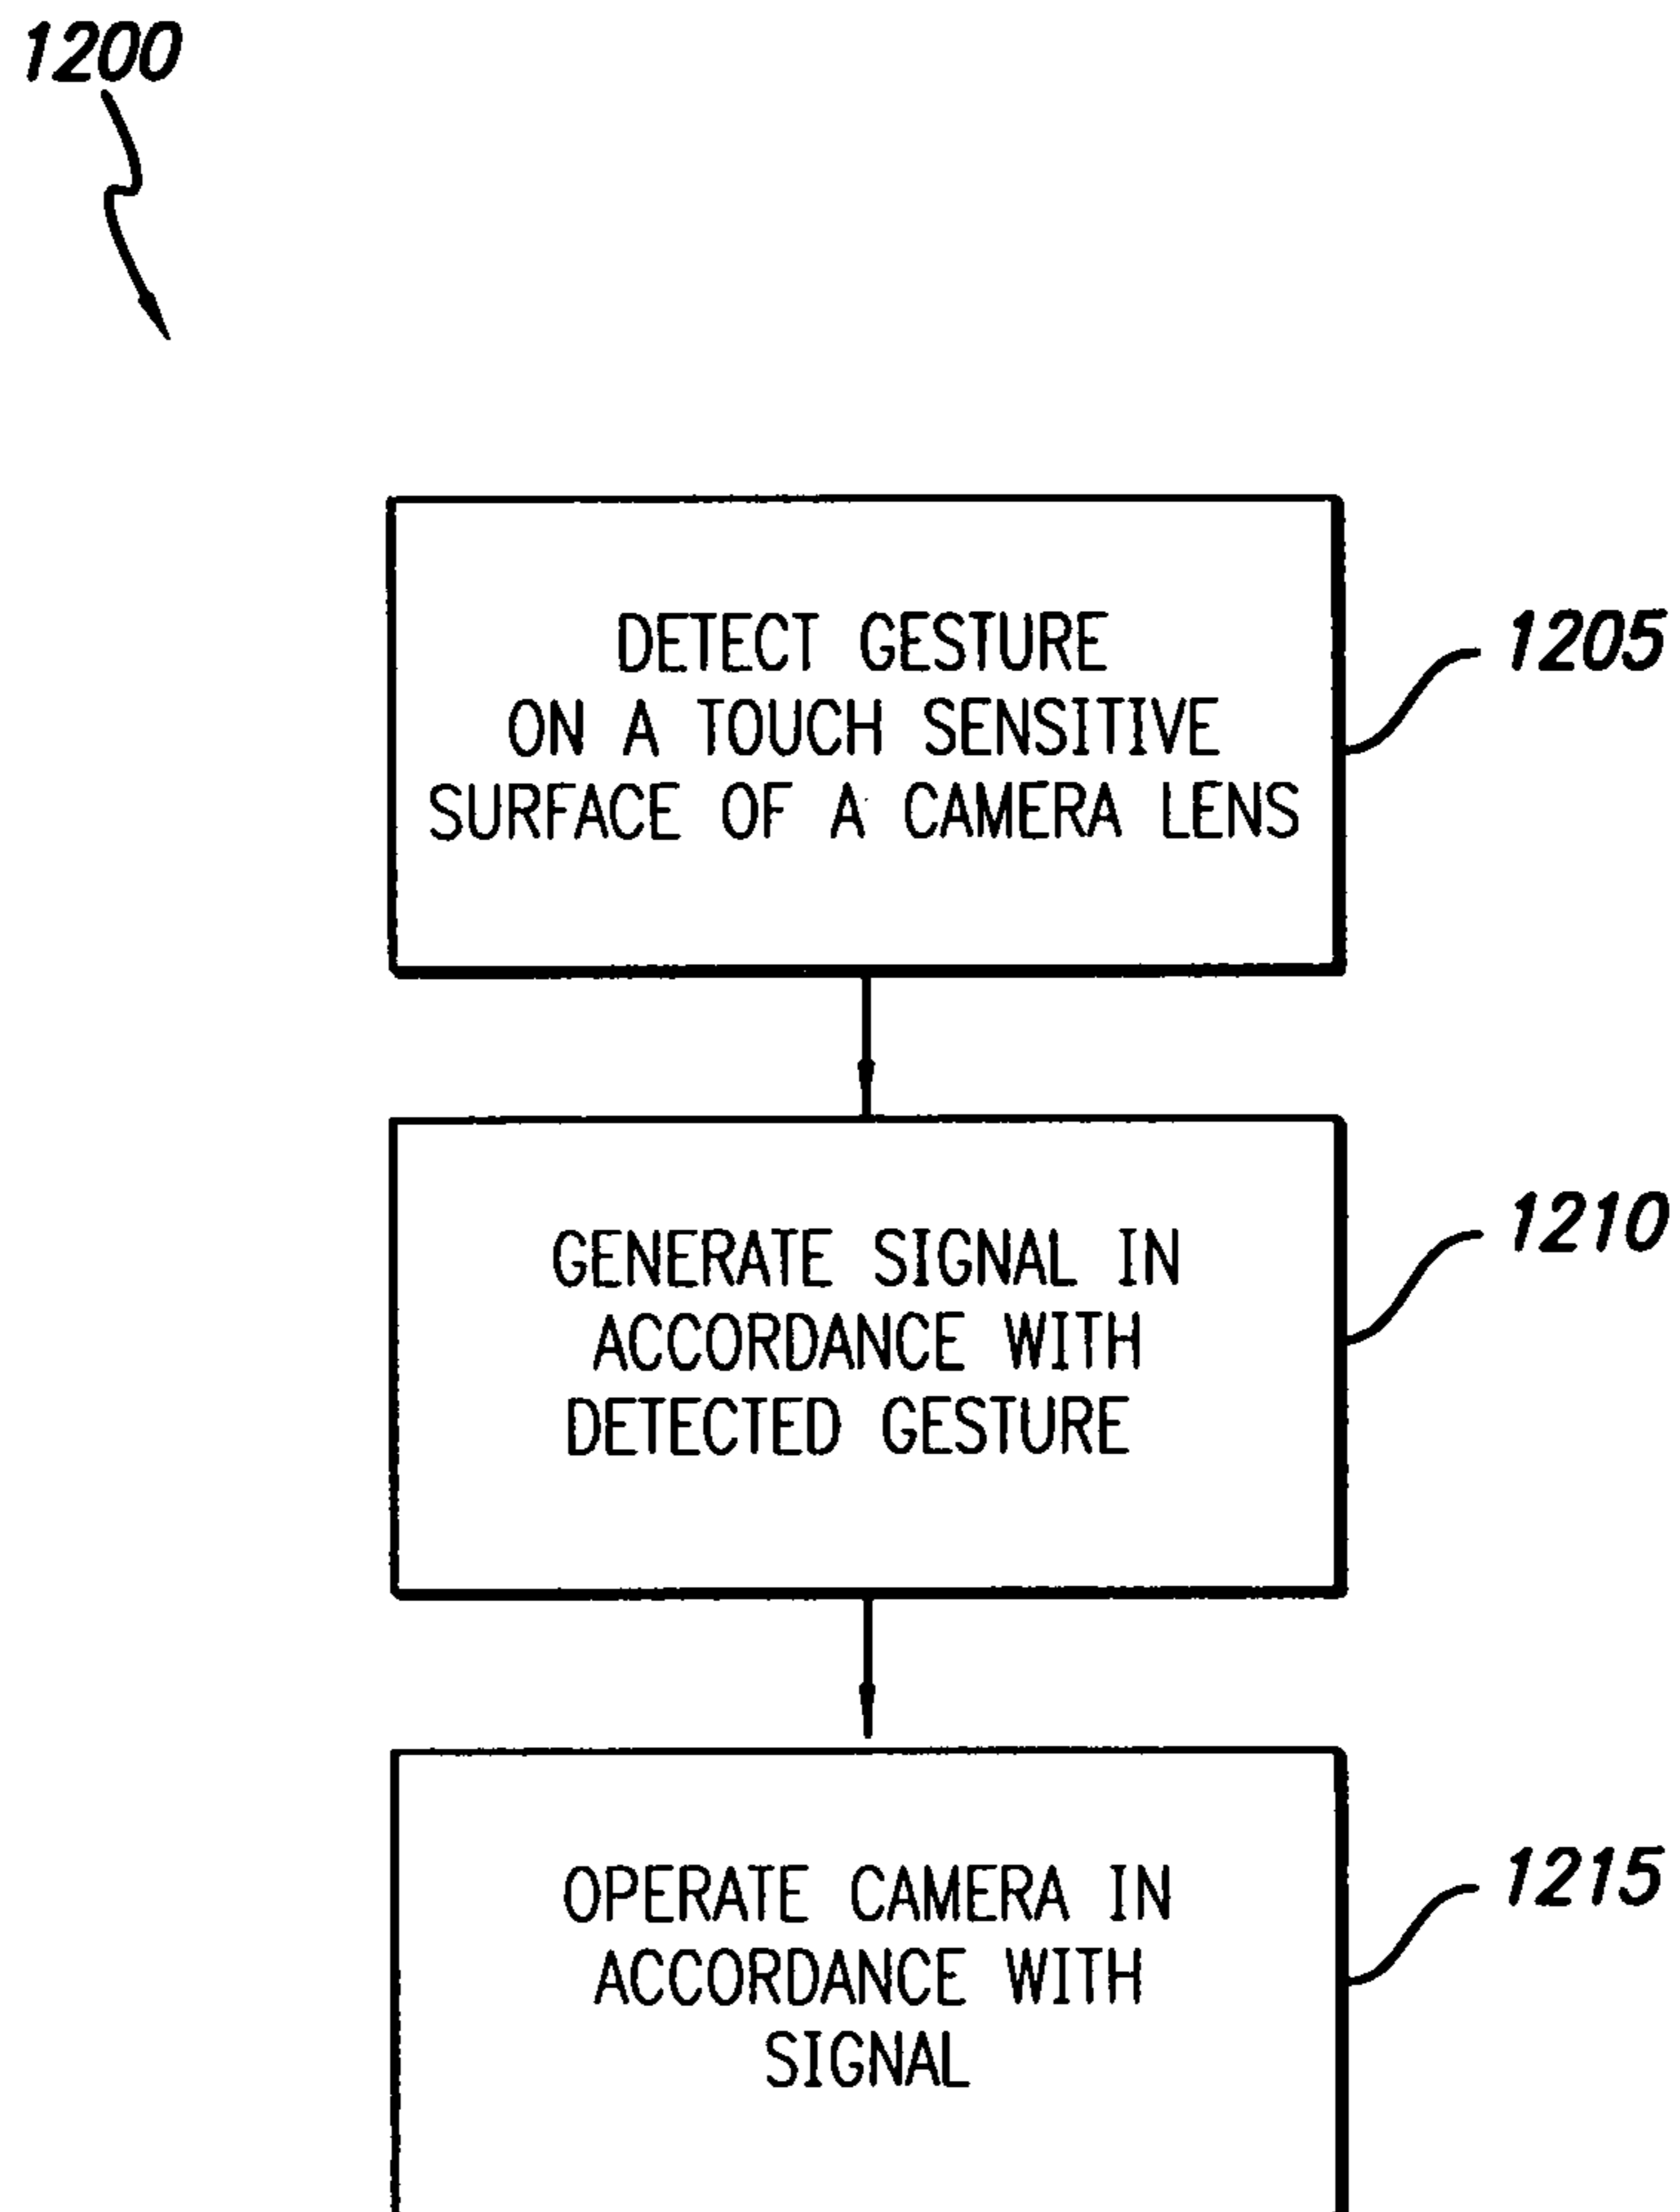 1200
DETECT GESTURE
ON A TOUCH SENSITIVE
SURFACE OF A CAMERA LENS
1205
GENERATE SIGNAL IN
ACCORDANCE WITH
DETECTED GESTURE
1210
OPERATE CAMERA IN
ACCORDANCE WITH
SIGNAL
1215